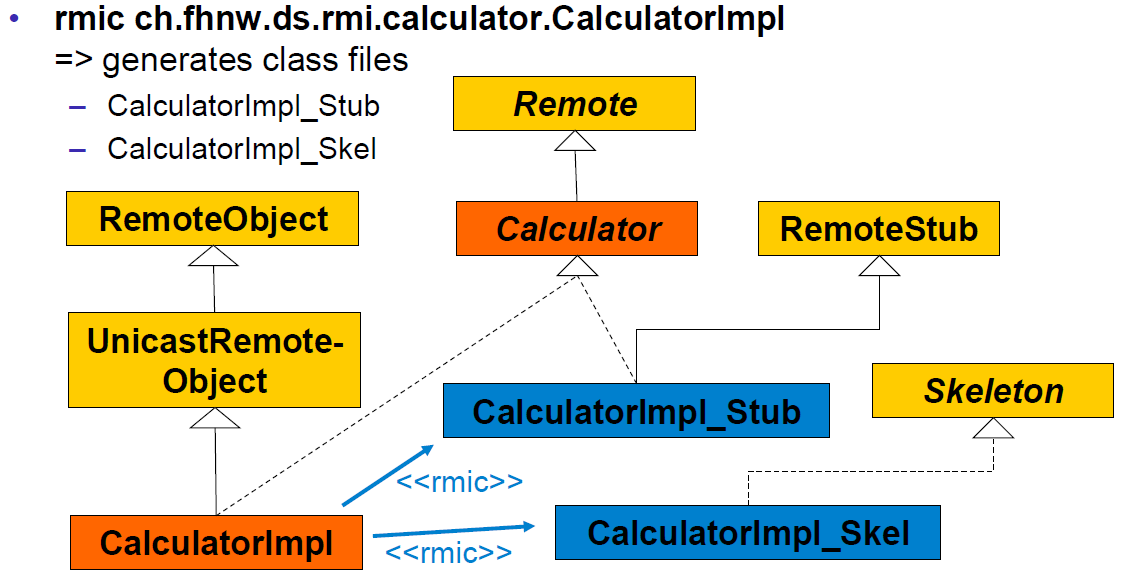 • rmic ch.fhnw.ds.rmi.calculator.CalculatorImpl
=> generates class files
– CalculatorImpl_Stub
– CalculatorImpl_Skel
Remote
RemoteObject
Calculator
RemoteStub
UnicastRemote-
Object
Skeleton
CalculatorImpl_Stub
<<rmic>>
CalculatorImpl
<<rmic>>
CalculatorImpl_Skel